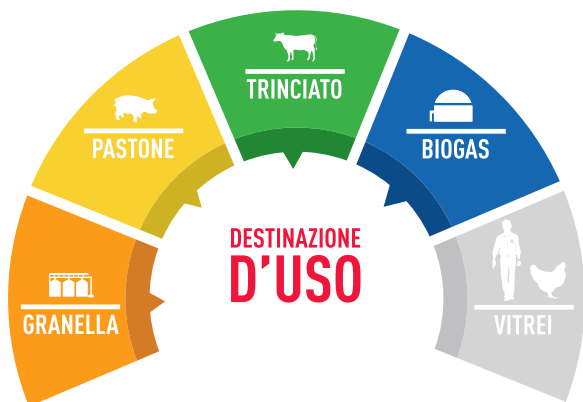 GRANELLA
PASTONE
TRINCIATO
BIOGAS
VITREI
DESTINAZIONE
D’USO